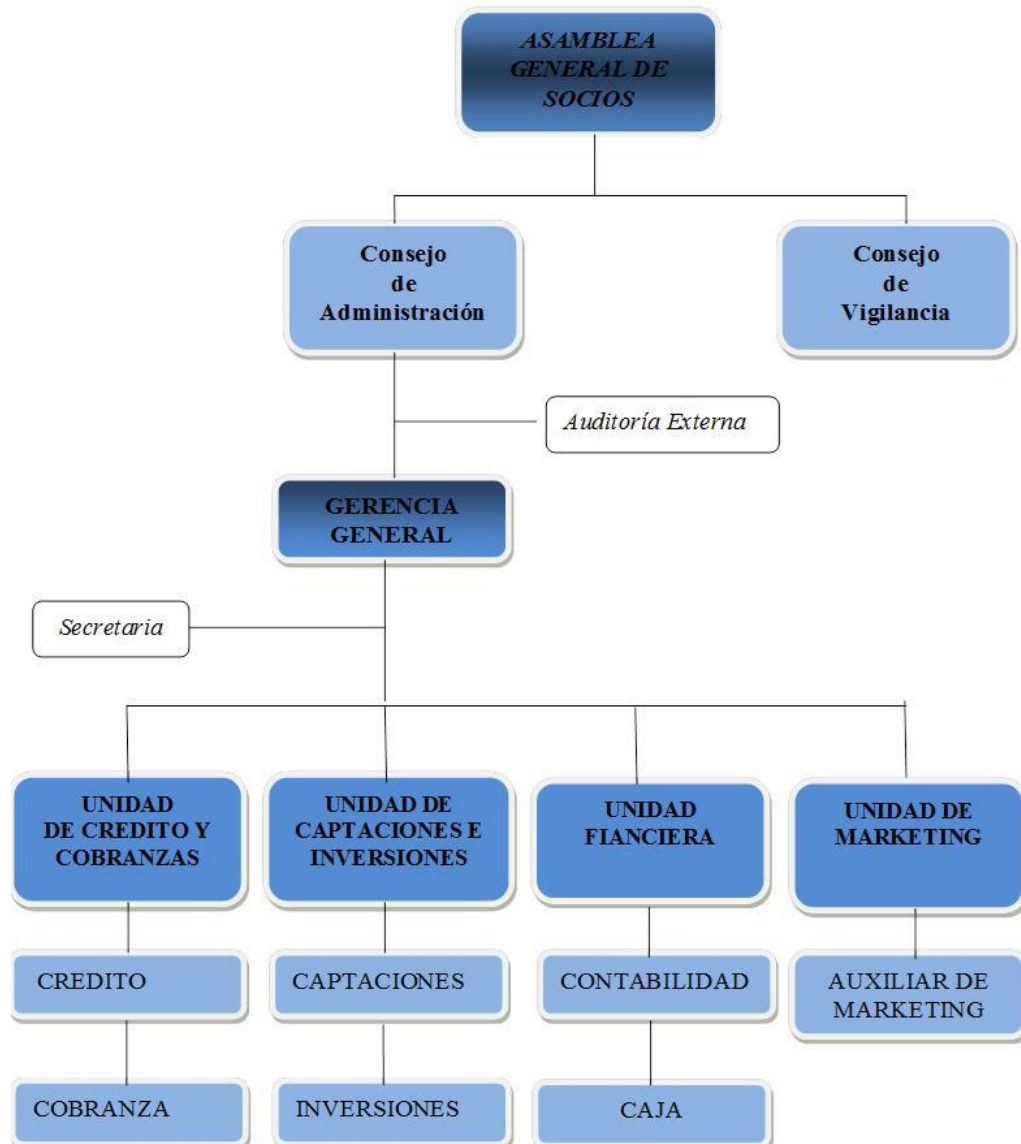 ASAMBLEA
GENERAL DE
SOCIOS
Consejo
de
Administración
Consejo
de
Vigilancia
Auditoría Externa
GERENCIA
GENERAL
Secretaria
UNIDAD
DE CREDITO Y
COBRANZAS
UNIDAD DE
CAPTACIONES E
INVERSIONES
UNIDAD
FIANCIERA
UNIDAD DE
MARKETING
CREDITO
CAPTACIONES
CONTABILIDAD
AUXILIAR DE
MARKETING
COBRANZA
INVERSIONES
CAJA